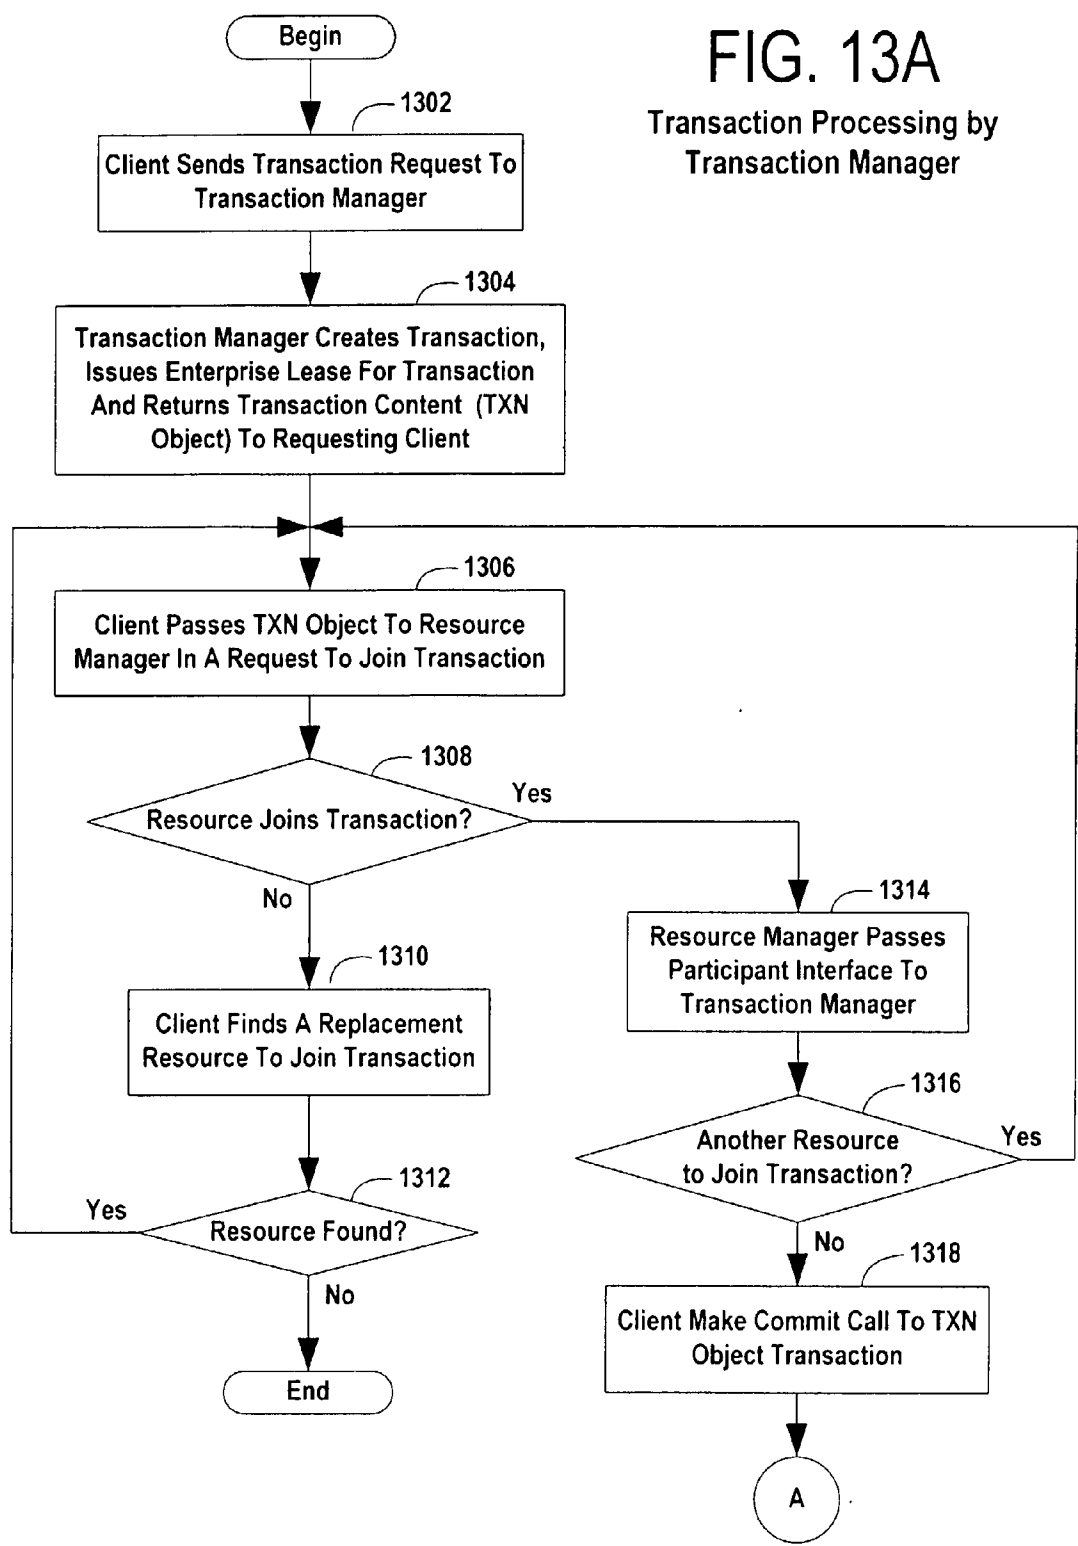 Begin
FIG. 13A
Transaction Processing by
Transaction Manager
1302
Client Sends Transaction Request To
Transaction Manager
1304
Transaction Manager Creates Transaction,
Issues Enterprise Lease For Transaction
And Returns Transaction Content (TXN
Object) To Requesting Client
1306
Client Passes TXN Object To Resource
Manager In A Request To Join Transaction
1308
Resource Joins Transaction?
Yes
No
1310
Client Finds A Replacement
Resource To Join Transaction
1312
Resource Found?
Yes
No
End
1314
Resource Manager Passes
Participant Interface To
Transaction Manager
1316
Another Resource
to Join Transaction?
Yes
No
1318
Client Make Commit Call To TXN
Object Transaction
A